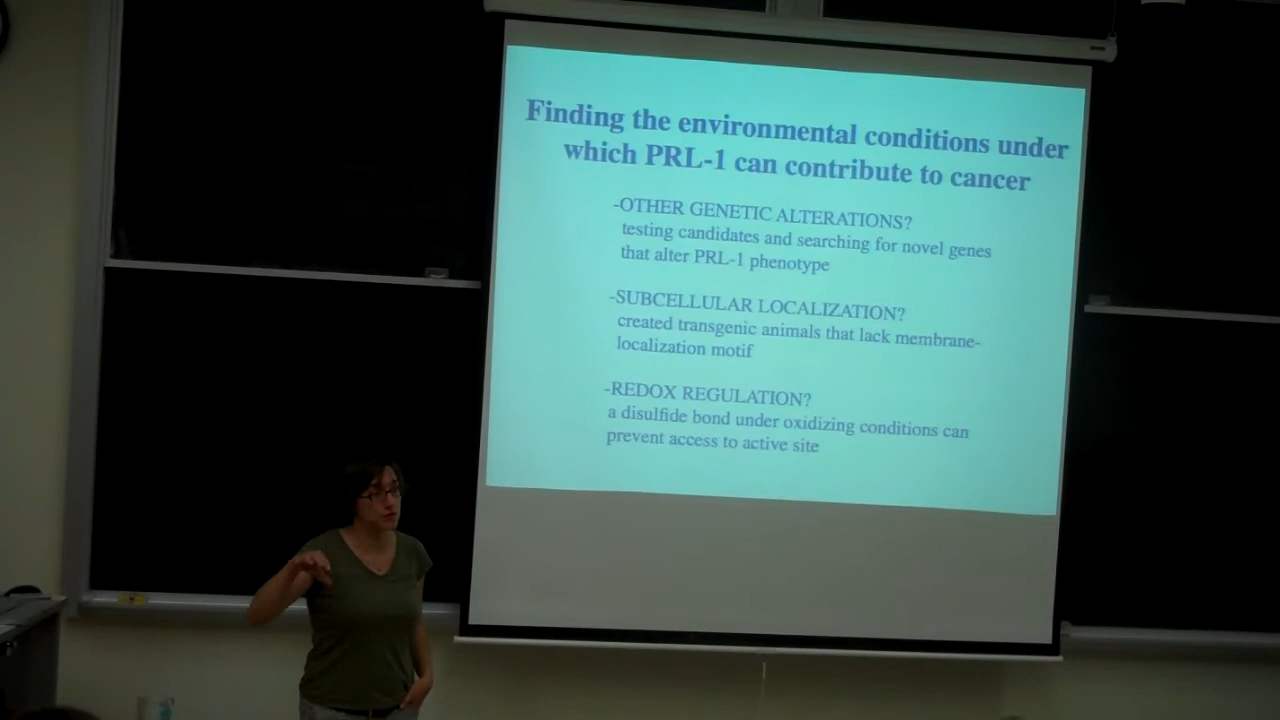 Finding the environmental conditions under
which PRL-1 can contribute to cancer
-OTHER GENETIC ALTERATIONS?
testing candidates and searching for novel genes
that alter PRL-1 phenotype
-SUBCELLULAR LOCALIZATION?
created transgenic animals that lack membrane-
localization motif
-REDOX REGULATION?
a disulfide bond under oxidizing conditions can
prevent access to active site